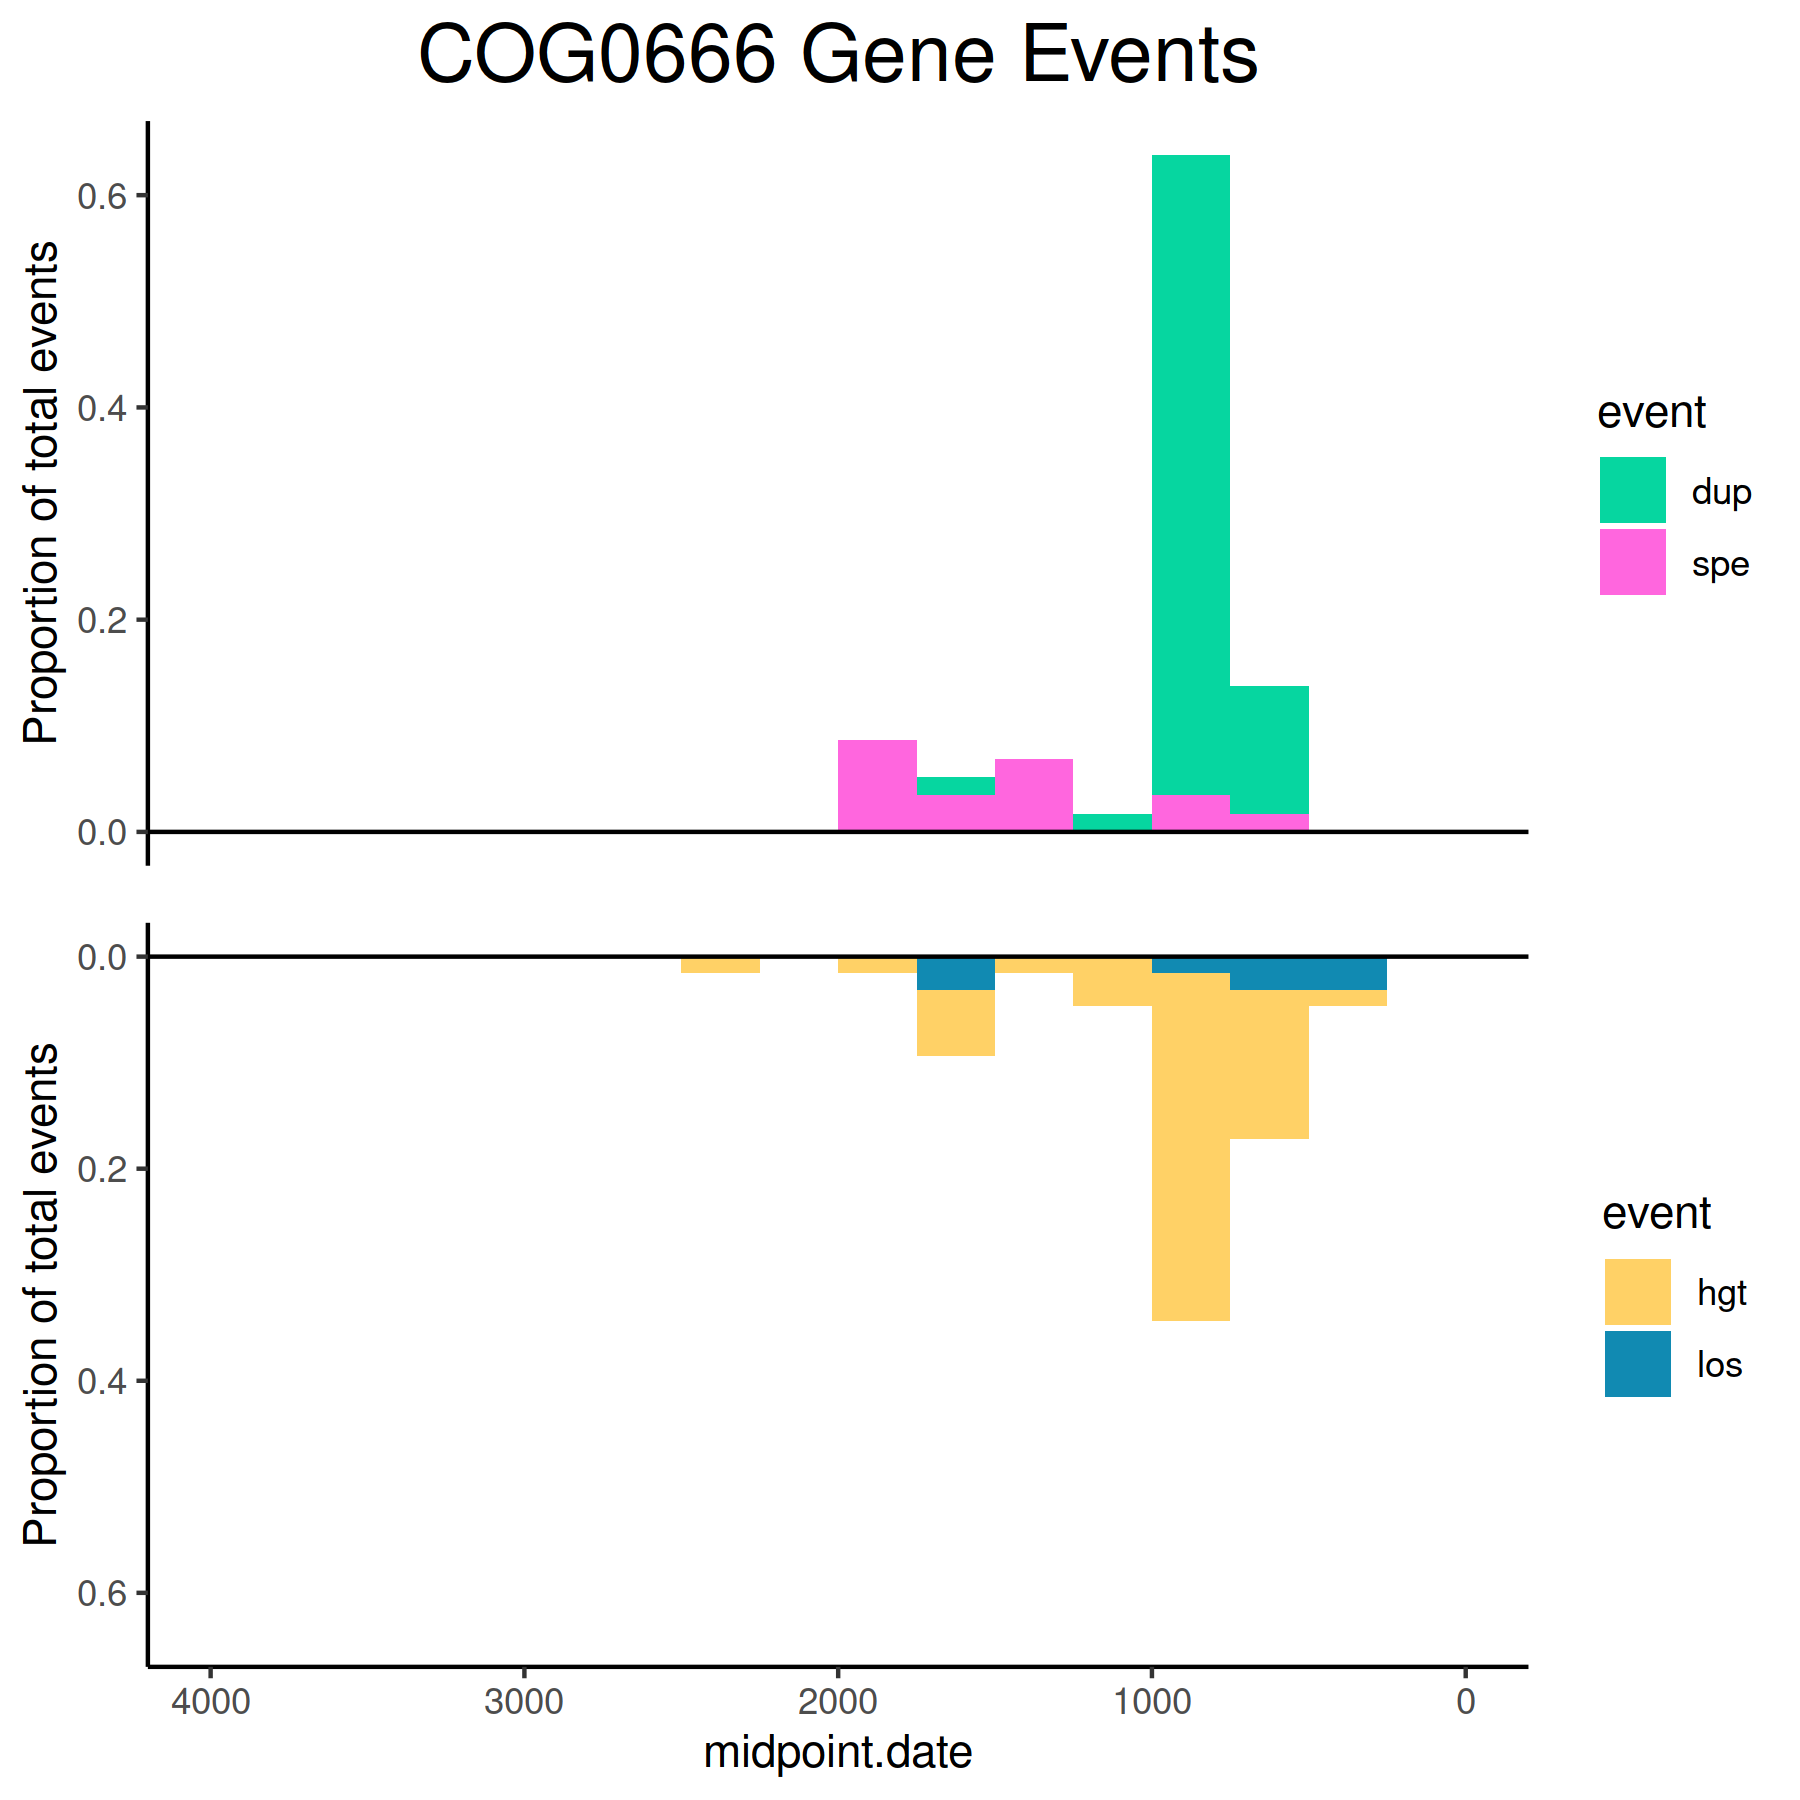 COG0666 Gene Events
Proportion of total events
0.6
0.4
0.2
0.0
event
dup
spe
Proportion of total events
0.0
0.2
0.4
0.6
event
hgt
los
4000 3000 2000 1000 0
midpoint.date